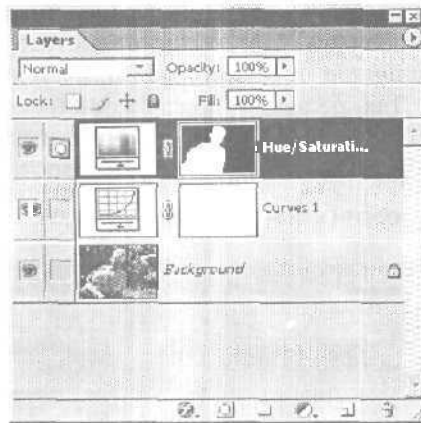 Layers
Normal Opacity: 100%
Lock: Fill: 100%
Hue/Saturati...
Curves 1
Background